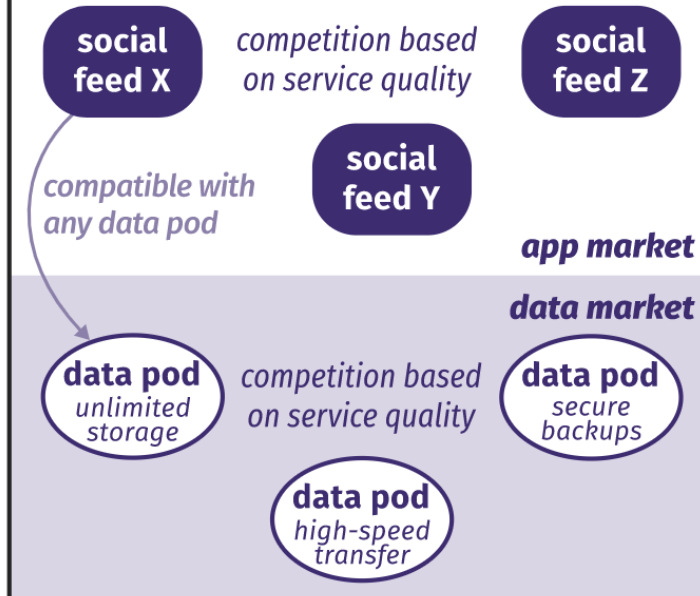 social
feed X
competition based
on service quality
social
feed Z
social
feed Y
compatible with
any data pod
app market
data market
data pod
unlimited
storage
competition based
on service quality
data pod
secure
backups
data pod
high-speed
transfer